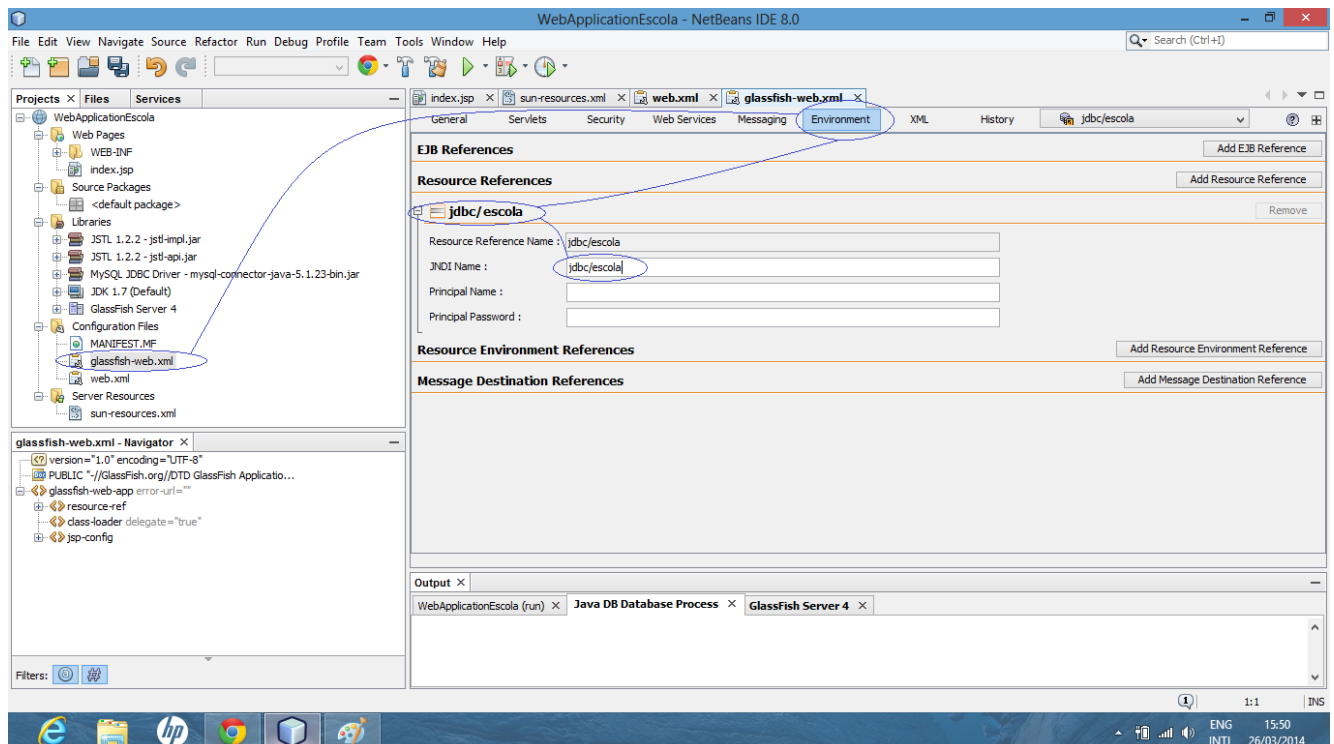 WebApplicationEscola - NetBeans IDE 8.0
File Edit View Navigate Source Refactor Run Debug Profile Team Tools Window Help
Search (Ctrl+I)
Projects Files Services
WebApplicationEscola
Web Pages
WEB-INF
index.jsp
Source Packages
<default package>
Libraries
JSTL 1.2.2 - jstl-impl.jar
JSTL 1.2.2 - jstl-api.jar
MySQL JDBC Driver - mysql-connector-java-5.1.23-bin.jar
JDK 1.7 (Default)
GlassFish Server 4
Configuration Files
MANIFEST.MF
glassfish-web.xml
web.xml
Server Resources
sun-resources.xml
glassfish-web.xml - Navigator
version="1.0" encoding="UTF-8"
PUBLIC "-//GlassFish.org//DTD GlassFish Applicatio...
glassfish-web-app error-url=""
resource-ref
class-loader delegate="true"
jsp-config
Filters:
index.jsp sun-resources.xml web.xml glassfish-web.xml
General Servlets Security Web Services Messaging Environment XML History jdbc/escola
EJB References Add EJB Reference
Resource References Add Resource Reference
jdbc/escola Remove
Resource Reference Name : jdbc/escola
JNDI Name : jdbc/escola
Principal Name :
Principal Password :
Resource Environment References Add Resource Environment Reference
Message Destination References Add Message Destination Reference
Output
WebApplicationEscola (run) Java DB Database Process GlassFish Server 4
1 1:1 INS
hp
ENG 15:50
INTL 26/03/2014